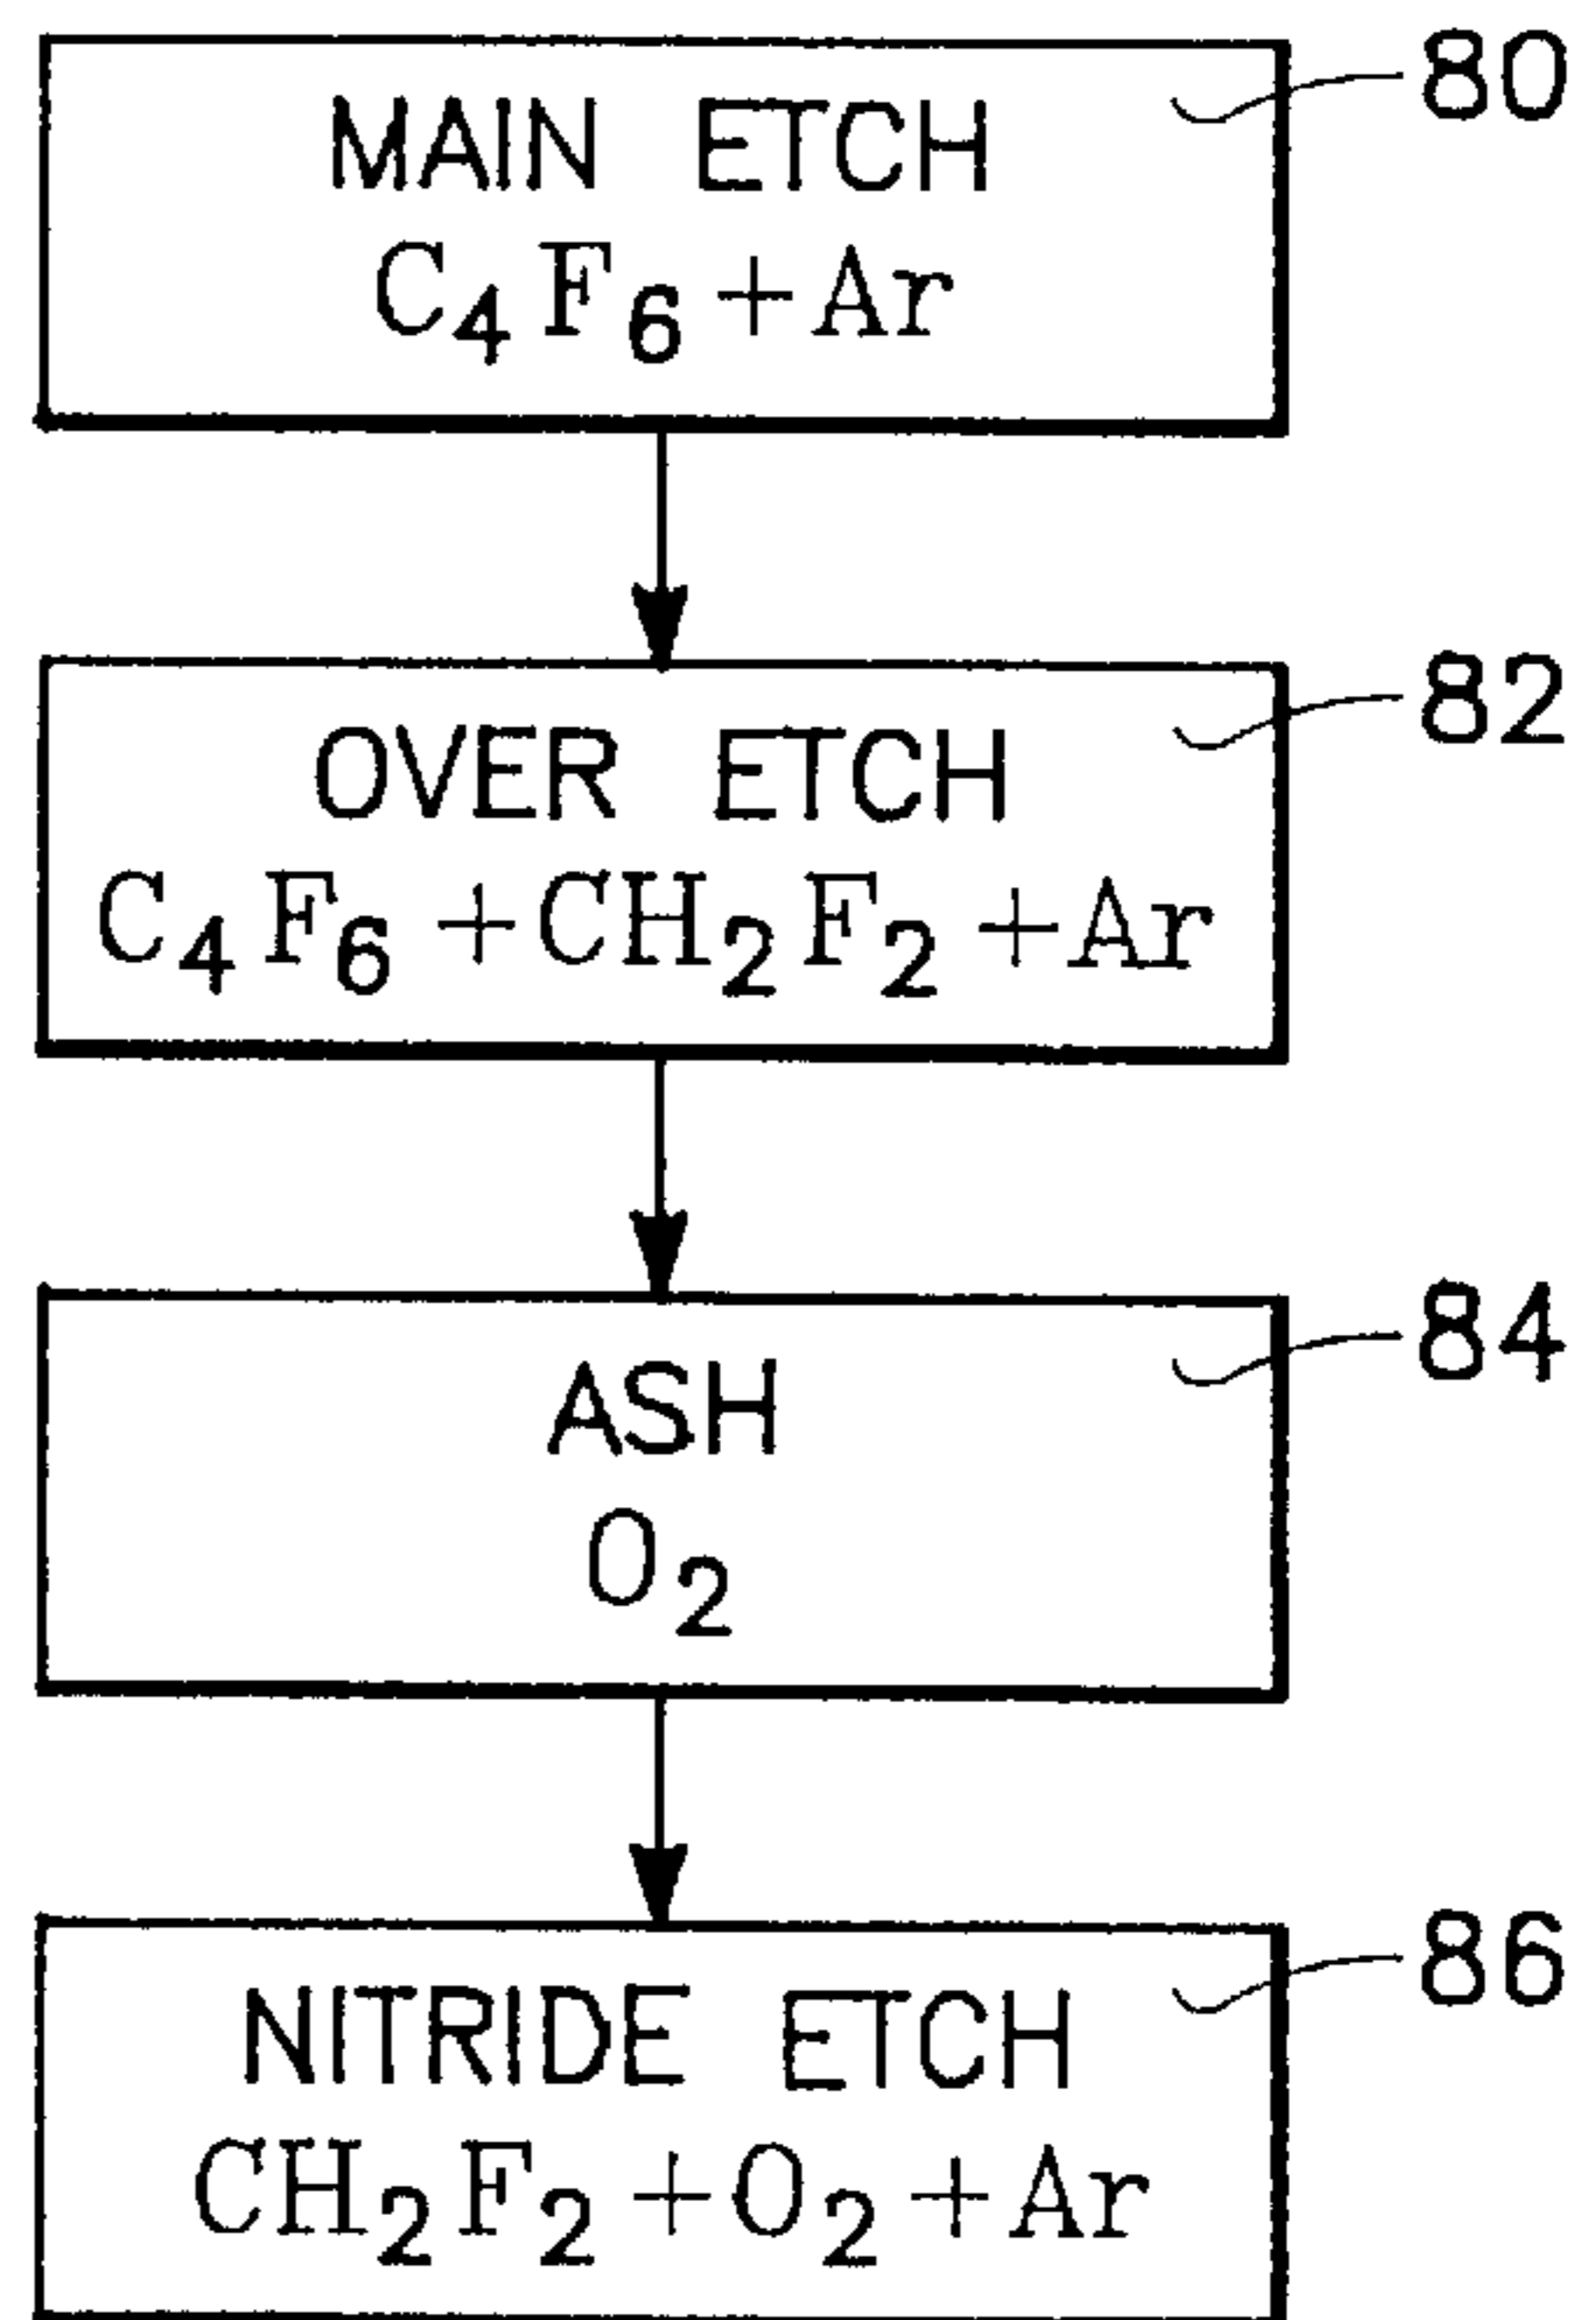 80
MAIN ETCH
C₄F₆+Ar
82
OVER ETCH
C₄F₆+CH₂F₂+Ar
84
ASH
O₂
86
NITRIDE ETCH
CH₂F₂+O₂+Ar